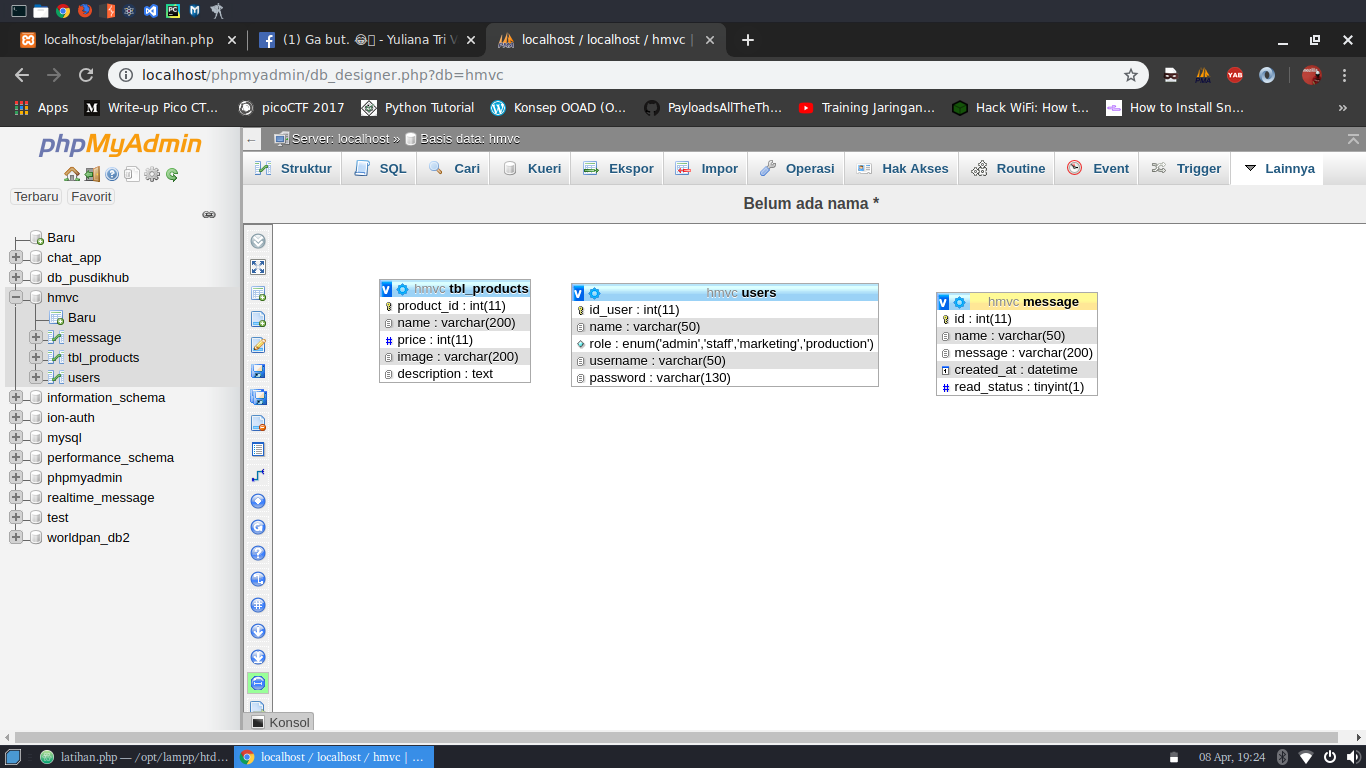 localhost/belajar/latihan.php
(1) Ga but. 😂 - Yuliana Tri V
localhost / localhost / hmvc |
localhost/phpmyadmin/db_designer.php?db=hmvc
YAB
Apps
Write-up Pico CT...
picoCTF 2017
Python Tutorial
Konsep OOAD (O...
PayloadsAllTheTh...
Training Jaringan...
Hack WiFi: How t...
How to Install Sn...
»
phpMyAdmin
Terbaru
Favorit
Baru
chat_app
db_pusdikhub
hmvc
Baru
message
tbl_products
users
information_schema
ion-auth
mysql
performance_schema
phpmyadmin
realtime_message
test
worldpan_db2
Server: localhost » Basis data: hmvc
Struktur
SQL
Cari
Kueri
Ekspor
Impor
Operasi
Hak Akses
Routine
Event
Trigger
Lainnya
Belum ada nama *
v hmvc tbl_products
product_id : int(11)
name : varchar(200)
# price : int(11)
image : varchar(200)
description : text
v hmvc users
id_user : int(11)
name : varchar(50)
role : enum('admin','staff','marketing','production')
username : varchar(50)
password : varchar(130)
v hmvc message
id : int(11)
name : varchar(50)
message : varchar(200)
created_at : datetime
# read_status : tinyint(1)
Konsol
latihan.php — /opt/lampp/htd...
localhost / localhost / hmvc | ...
08 Apr, 19:24